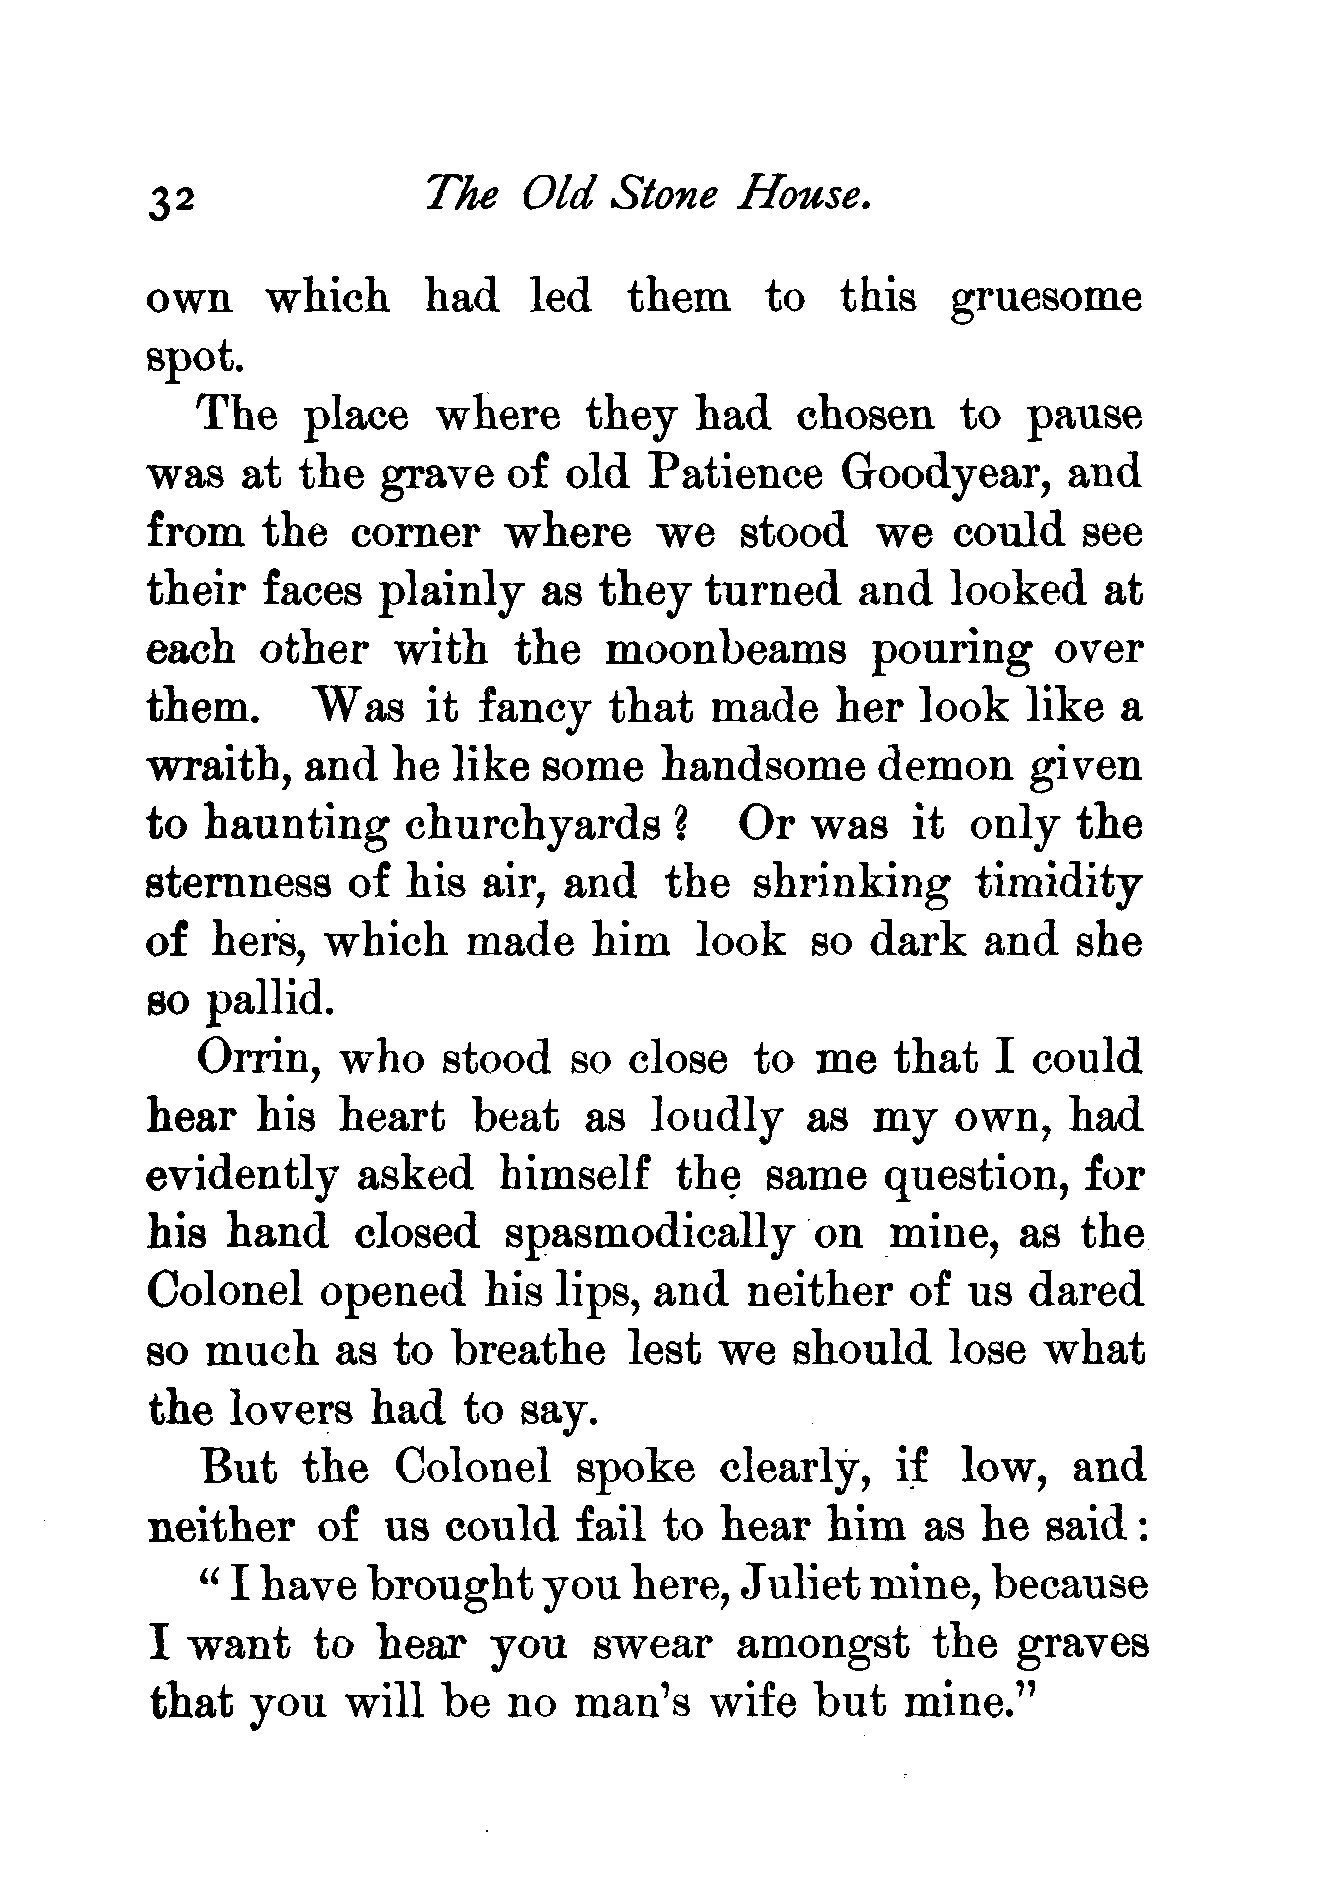 32 The Old Stone House.
own which had led them to this gruesome
spot.
The place where they had chosen to pause
was at the grave of old Patience Goodyear, and
from the corner where we stood we could see
their faces plainly as they turned and looked at
each other with the moonbeams pouring over
them. Was it fancy that made her look like a
wraith, and he like some handsome demon given
to haunting churchyards? Or was it only the
sternness of his air, and the shrinking timidity
of hers, which made him look so dark and she
so pallid.
Orrin, who stood so close to me that I could
hear his heart beat as loudly as my own, had
evidently asked himself the same question, for
his hand closed spasmodically on mine, as the
Colonel opened his lips, and neither of us dared
so much as to breathe lest we should lose what
the lovers had to say.
But the Colonel spoke clearly, if low, and
neither of us could fail to hear him as he said:
"I have brought you here, Juliet mine, because
I want to hear you swear amongst the graves
that you will be no man's wife but mine."